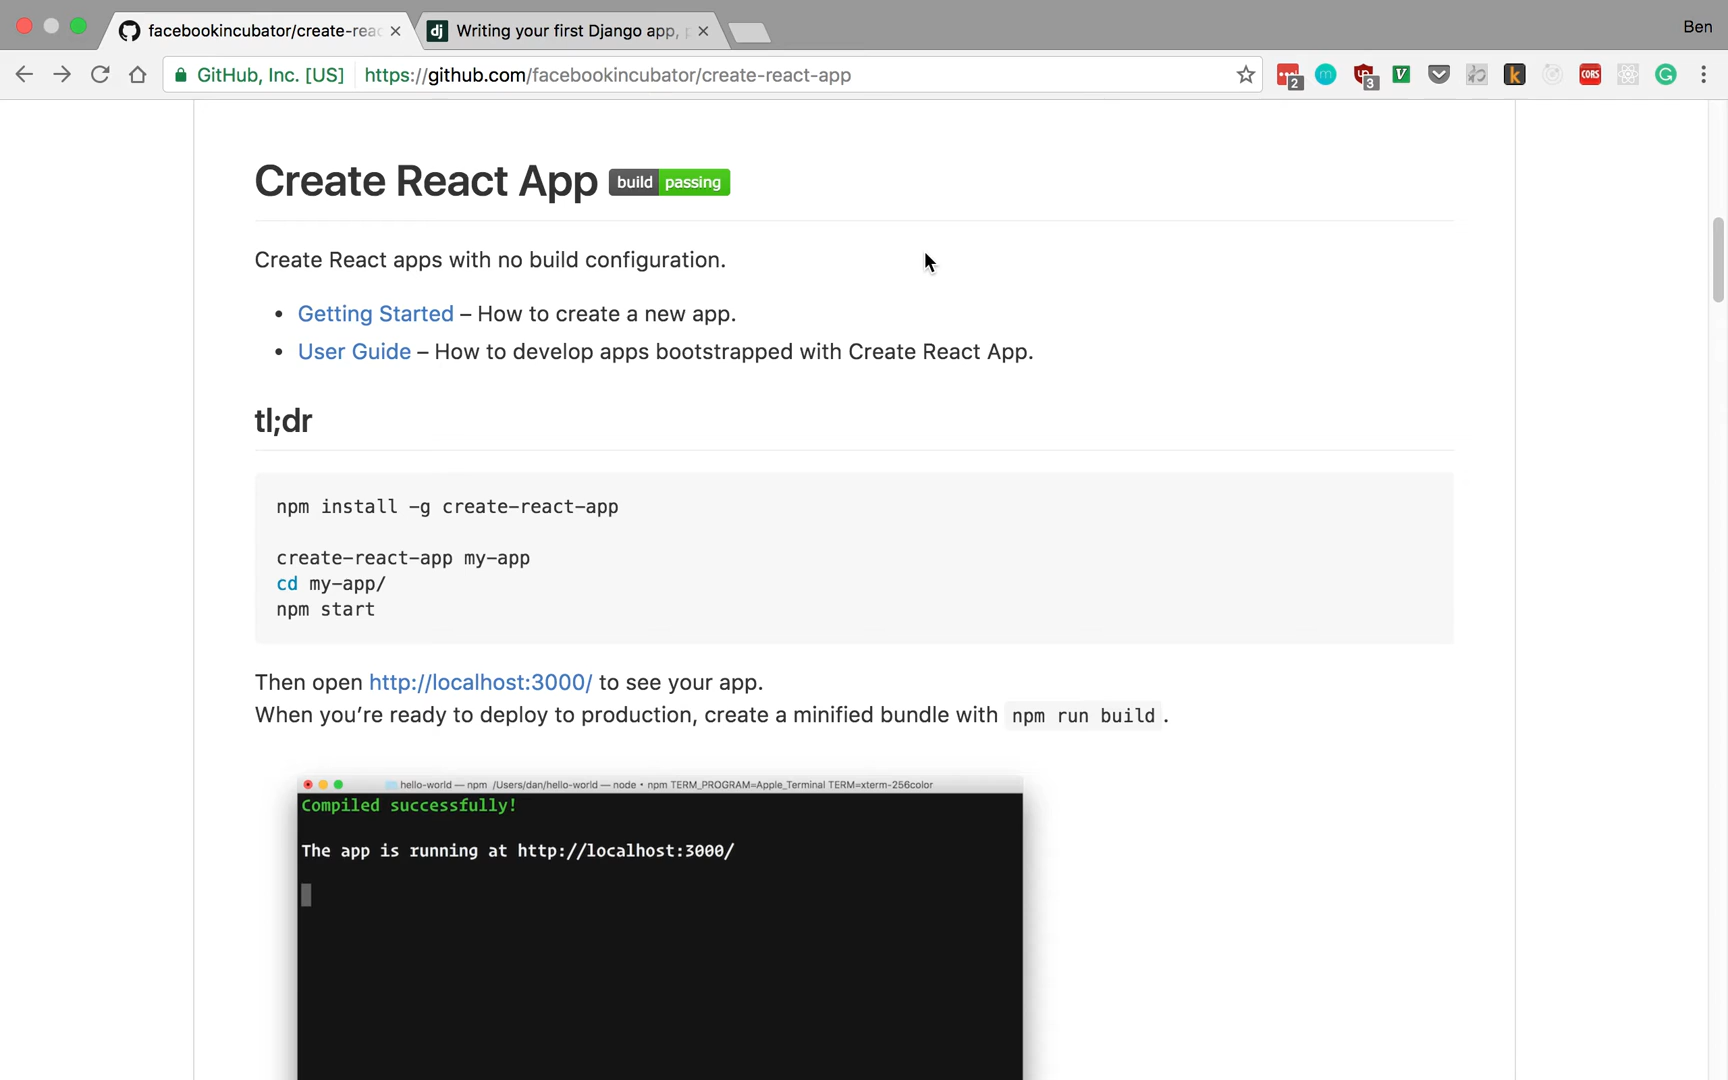 facebookincubator/create-reac
Writing your first Django app, p
Ben
GitHub, Inc. [US]
https://github.com/facebookincubator/create-react-app
2
m
3
V
k
CORS
G
Create React App build passing
Create React apps with no build configuration.
• Getting Started – How to create a new app.
• User Guide – How to develop apps bootstrapped with Create React App.
tl;dr
npm install -g create-react-app
create-react-app my-app
cd my-app/
npm start
Then open http://localhost:3000/ to see your app.
When you’re ready to deploy to production, create a minified bundle with npm run build .
hello-world — npm /Users/dan/hello-world — node • npm TERM_PROGRAM=Apple_Terminal TERM=xterm-256color
Compiled successfully!
The app is running at http://localhost:3000/